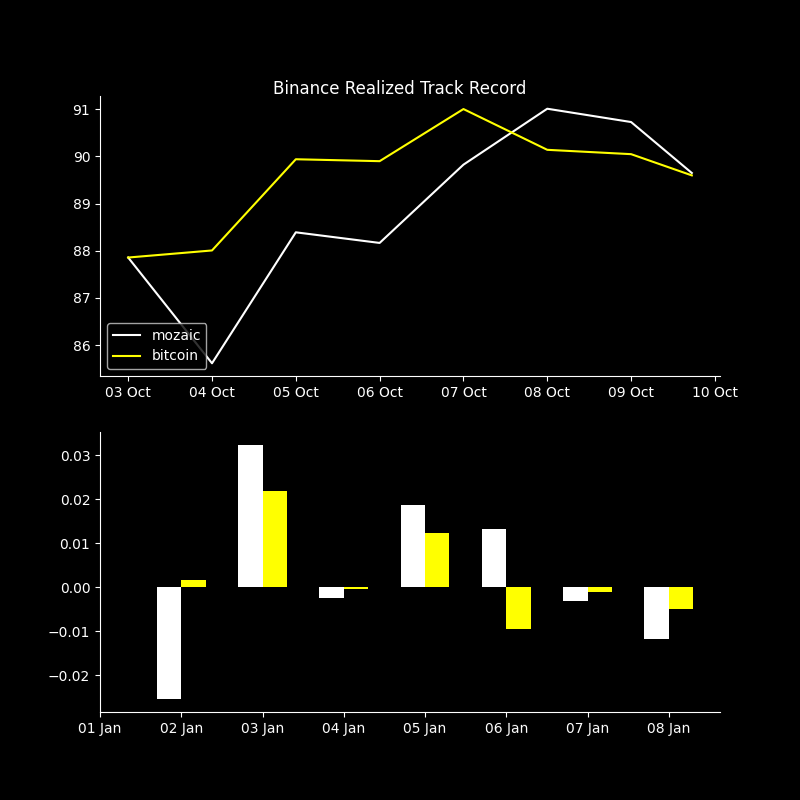 Binance Realized Track Record
91
90
89
88
87
86
mozaic
bitcoin
03 Oct 04 Oct 05 Oct 06 Oct 07 Oct 08 Oct 09 Oct 10 Oct
0.03
0.02
0.01
0.00
−0.01
−0.02
01 Jan 02 Jan 03 Jan 04 Jan 05 Jan 06 Jan 07 Jan 08 Jan